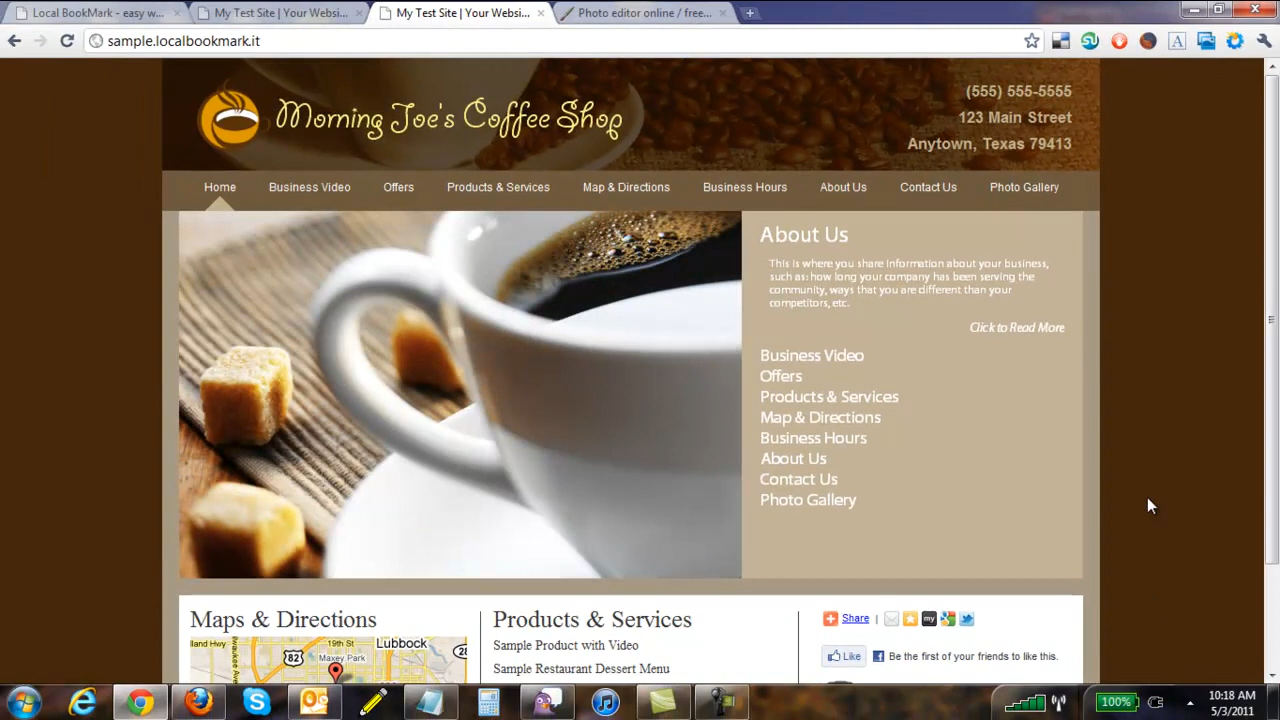 Local BookMark - easy w...
My Test Site | Your Websi...
My Test Site | Your Websi...
Photo editor online / free...
sample.localbookmark.it
Morning Joe's Coffee Shop
(555) 555-5555
123 Main Street
Anytown, Texas 79413
Home
Business Video
Offers
Products & Services
Map & Directions
Business Hours
About Us
Contact Us
Photo Gallery
About Us
This is where you share information about your business,
such as: how long your company has been serving the
community, ways that you are different than your
competitors, etc.
Click to Read More
Business Video
Offers
Products & Services
Map & Directions
Business Hours
About Us
Contact Us
Photo Gallery
Maps & Directions
19th St
Lubbock
82
Maxey Park
Products & Services
Sample Product with Video
Sample Restaurant Dessert Menu
Share |
my
Like
Be the first of your friends to like this.
100%
10:18 AM
5/3/2011